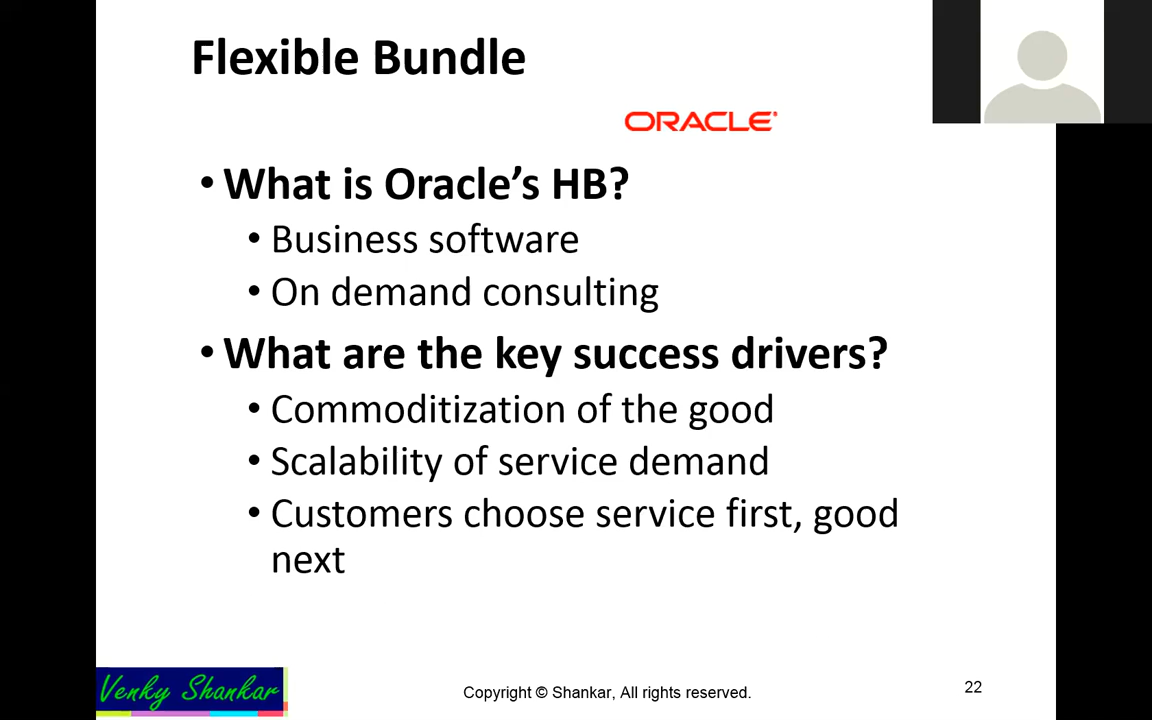 Flexible Bundle
ORACLE
• What is Oracle’s HB?
• Business software
• On demand consulting
• What are the key success drivers?
• Commoditization of the good
• Scalability of service demand
• Customers choose service first, good
next
Venky Shankar
Copyright © Shankar, All rights reserved.
22